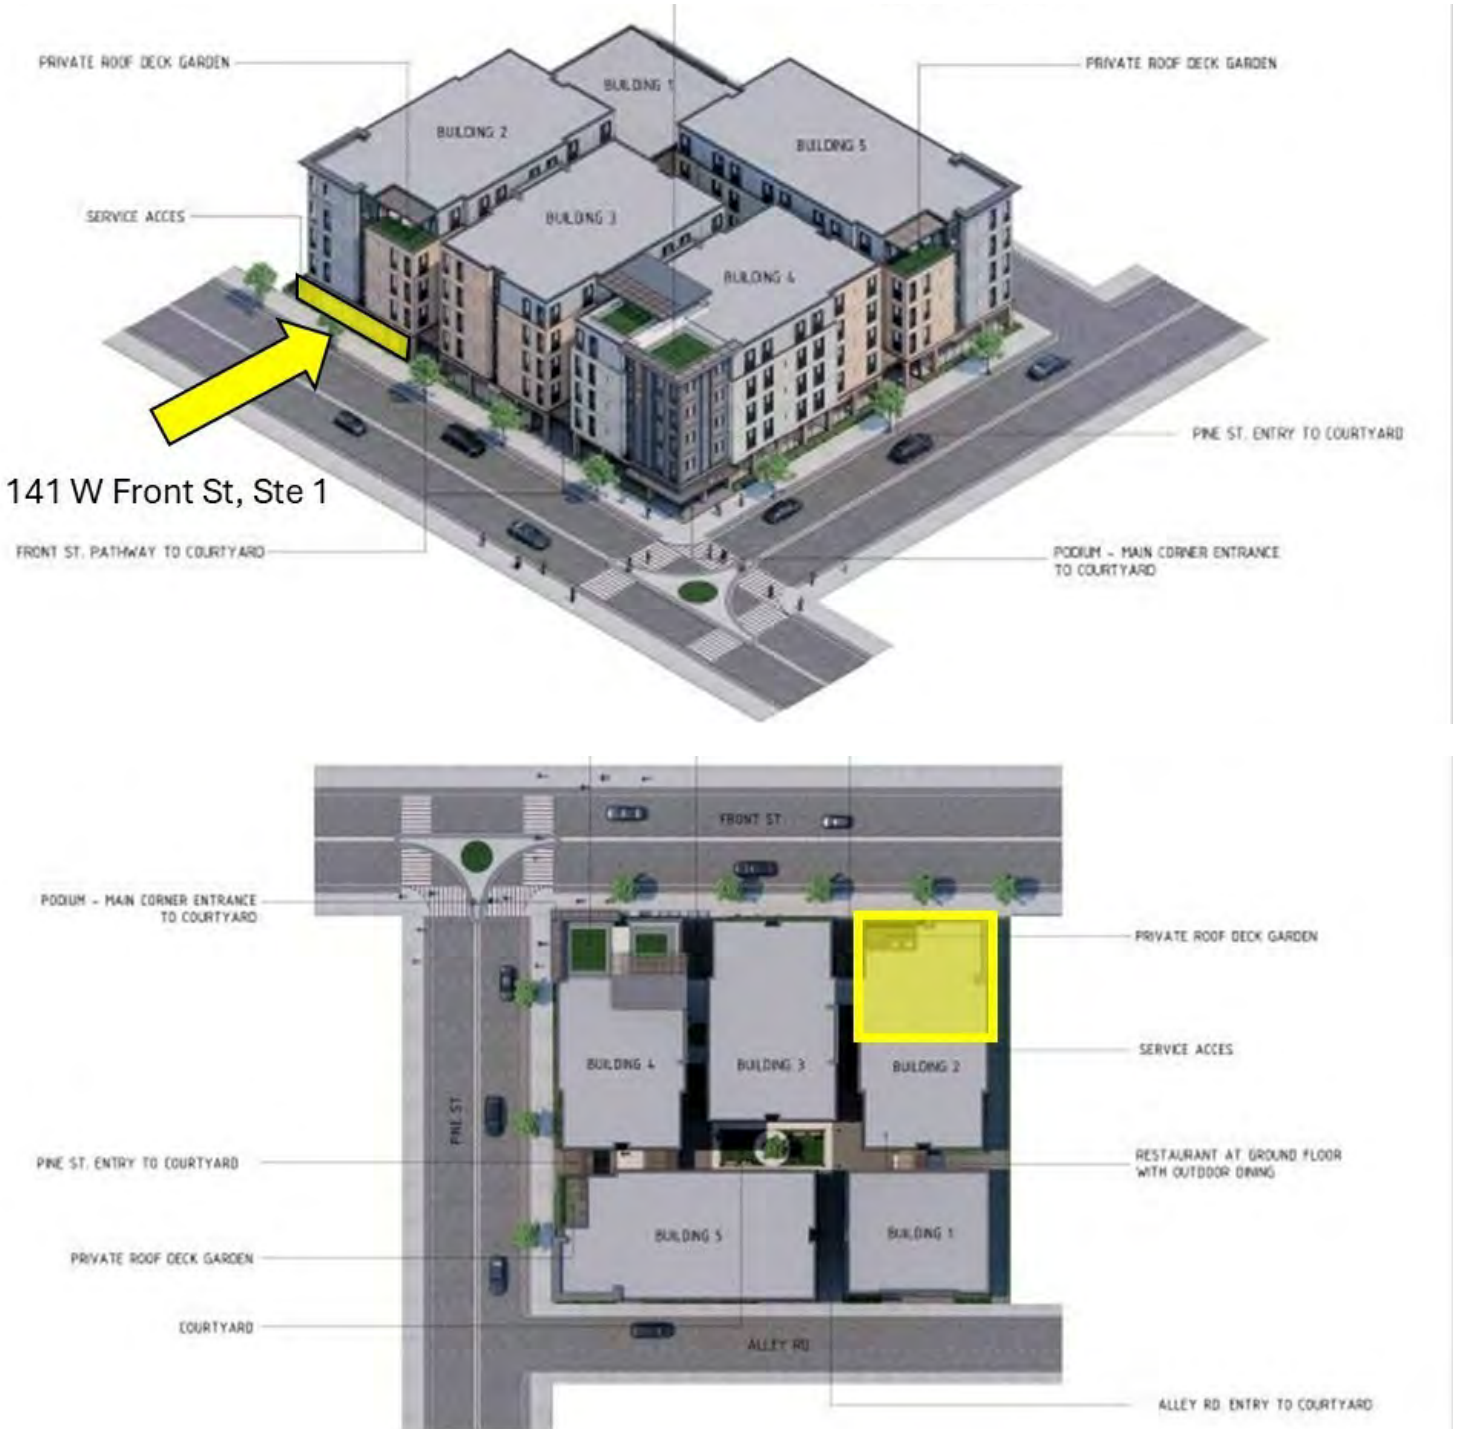 PRIVATE ROOF DECK GARDEN
PRIVATE ROOF DECK GARDEN
BUILDING 1
BUILDING 2
BUILDING 5
SERVICE ACCES
BUILDING 3
BUILDING 4
PINE ST. ENTRY TO COURTYARD
141 W Front St, Ste 1
FRONT ST. PATHWAY TO COURTYARD
PODIUM - MAIN CORNER ENTRANCE
TO COURTYARD
FRONT ST.
PODIUM - MAIN CORNER ENTRANCE
TO COURTYARD
PRIVATE ROOF DECK GARDEN
SERVICE ACCES
BUILDING 4
BUILDING 3
BUILDING 2
PINE ST.
PINE ST. ENTRY TO COURTYARD
RESTAURANT AT GROUND FLOOR
WITH OUTDOOR DINING
BUILDING 5
BUILDING 1
PRIVATE ROOF DECK GARDEN
COURTYARD
ALLEY RD.
ALLEY RD. ENTRY TO COURTYARD